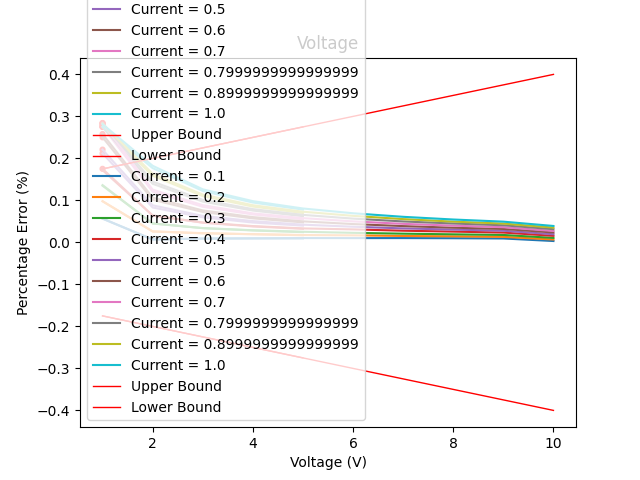 Current = 0.5
Current = 0.6
Current = 0.7
Current = 0.7999999999999999
Current = 0.8999999999999999
Current = 1.0
Upper Bound
Lower Bound
Current = 0.1
Current = 0.2
Current = 0.3
Current = 0.4
Current = 0.5
Current = 0.6
Current = 0.7
Current = 0.7999999999999999
Current = 0.8999999999999999
Current = 1.0
Upper Bound
Lower Bound
Voltage
Percentage Error (%)
0.4
0.3
0.2
0.1
0.0
−0.1
−0.2
−0.3
−0.4
2 4 6 8 10
Voltage (V)